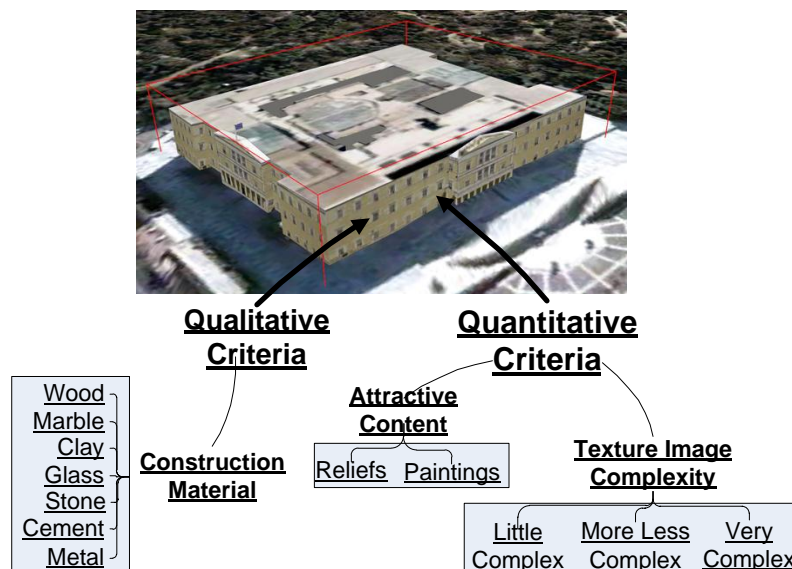 Qualitative
Criteria
Quantitative
Criteria
Wood
Marble
Clay
Glass
Stone
Cement
Metal
Construction
Material
Attractive
Content
Reliefs Paintings
Texture Image
Complexity
Little More Less Very
Complex Complex Complex